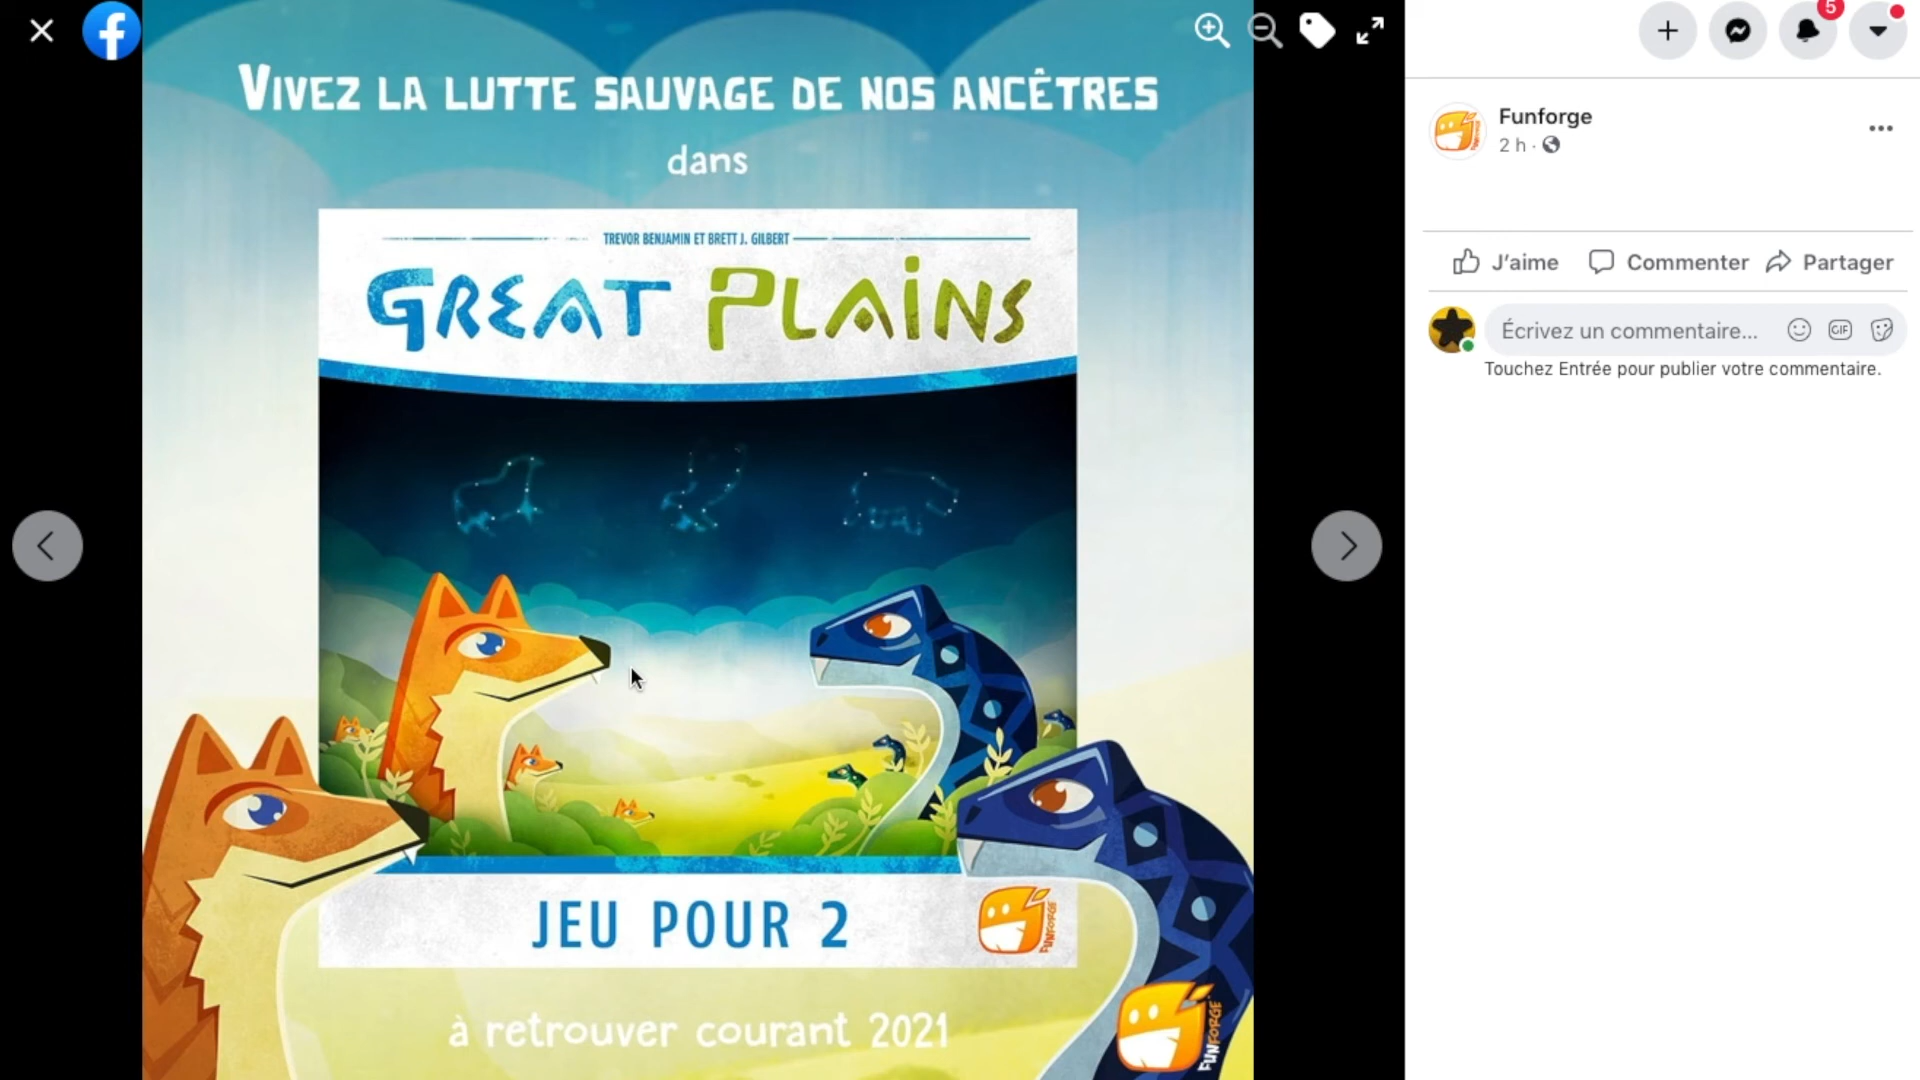 VIVEZ LA LUTTE SAUVAGE DE NOS ANCÊTRES
dans
TREVOR BENJAMIN ET BRETT J. GILBERT
GREAT PLAiNS
JEU POUR 2
FUNFORGE
à retrouver courant 2021
FUNFORGE
5
Funforge
2 h ·
J’aime
Commenter
Partager
Écrivez un commentaire...
GIF
Touchez Entrée pour publier votre commentaire.